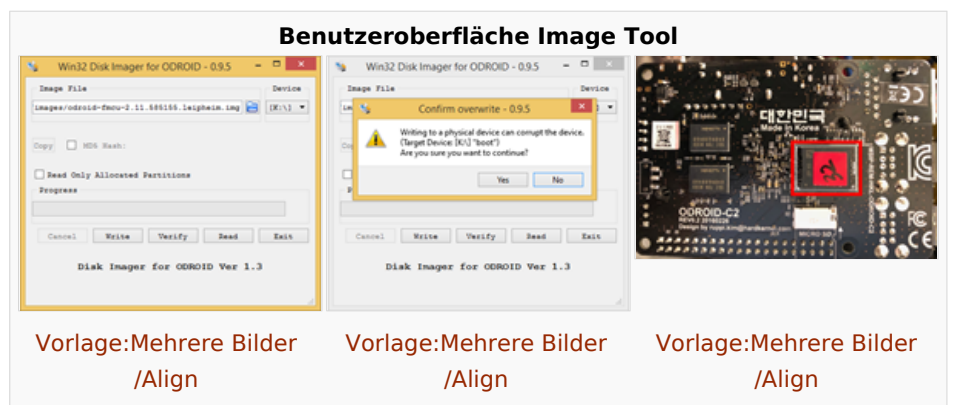 Benutzeroberfläche Image Tool
Win32 Disk Imager for ODROID - 0.9.5
Image File
Device
images/odroid-fmcu-2.11.585155.leipheim.img
[K:\]
Copy
MD5 Hash:
Read Only Allocated Partitions
Progress
Cancel Write Verify Read Exit
Disk Imager for ODROID Ver 1.3
Win32 Disk Imager for ODROID - 0.9.5
Image File
Device
Confirm overwrite - 0.9.5
Writing to a physical device can corrupt the device.
(Target Device: [K:\] "boot")
Are you sure you want to continue?
Yes No
Cancel Write Verify Read Exit
Disk Imager for ODROID Ver 1.3
대한민국
Made in Korea
32
ODROID-C2
MICRO SD
FC
CE
Vorlage:Mehrere Bilder
/Align
Vorlage:Mehrere Bilder
/Align
Vorlage:Mehrere Bilder
/Align